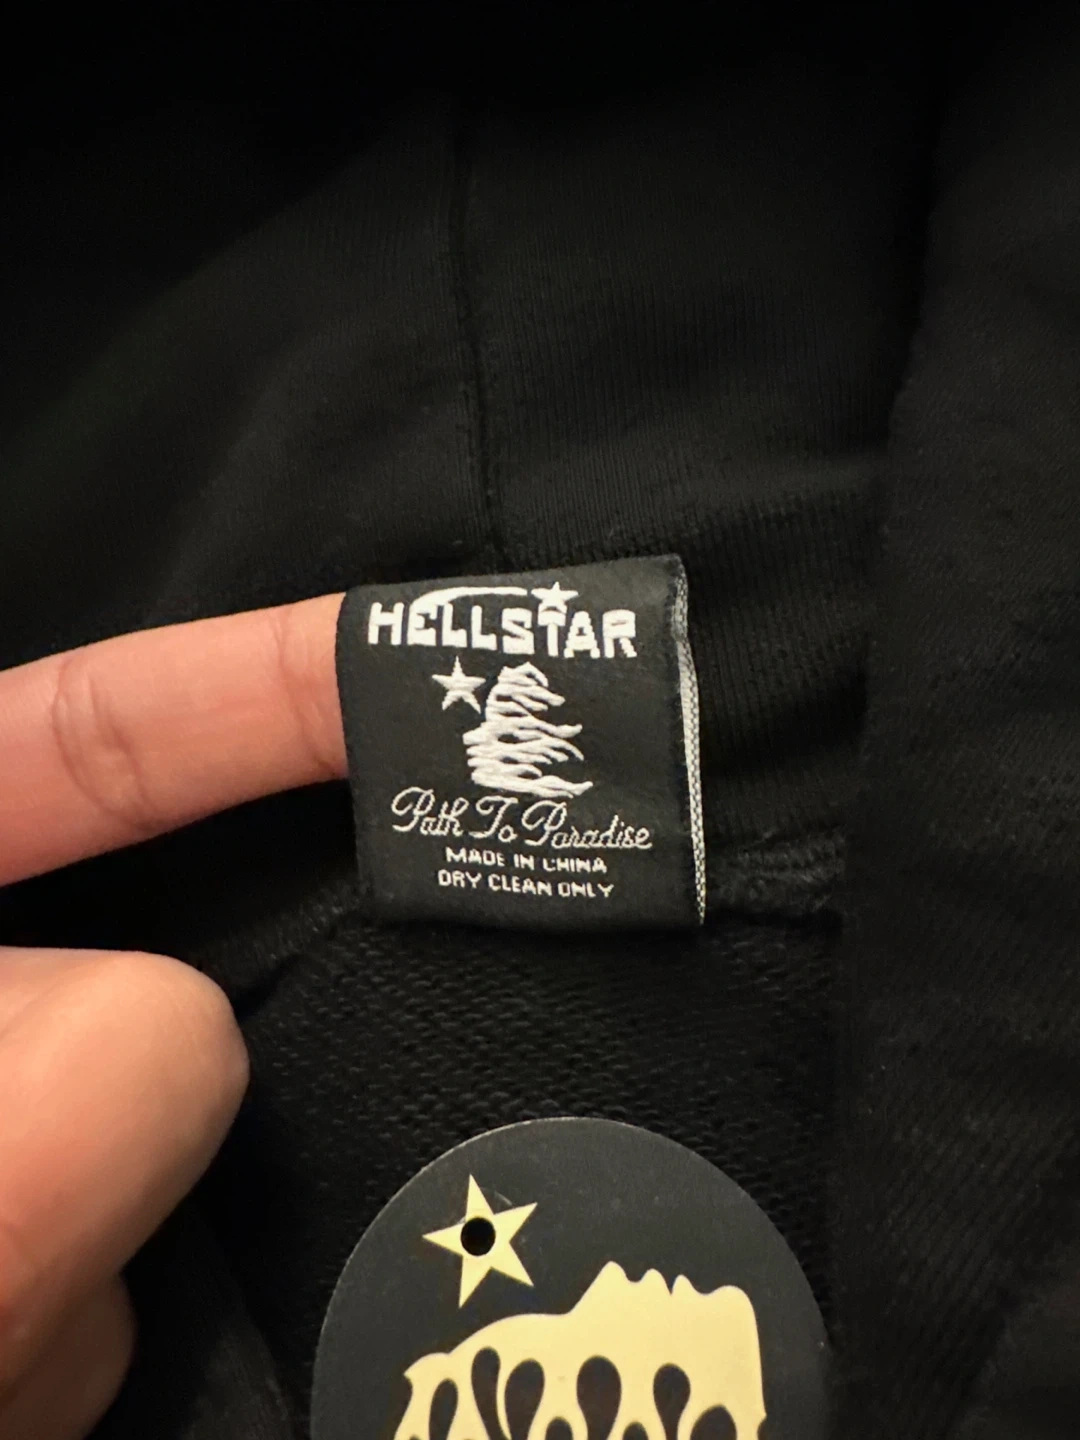 HELLSTAR
Path To Paradise
MADE IN CHINA
DRY CLEAN ONLY